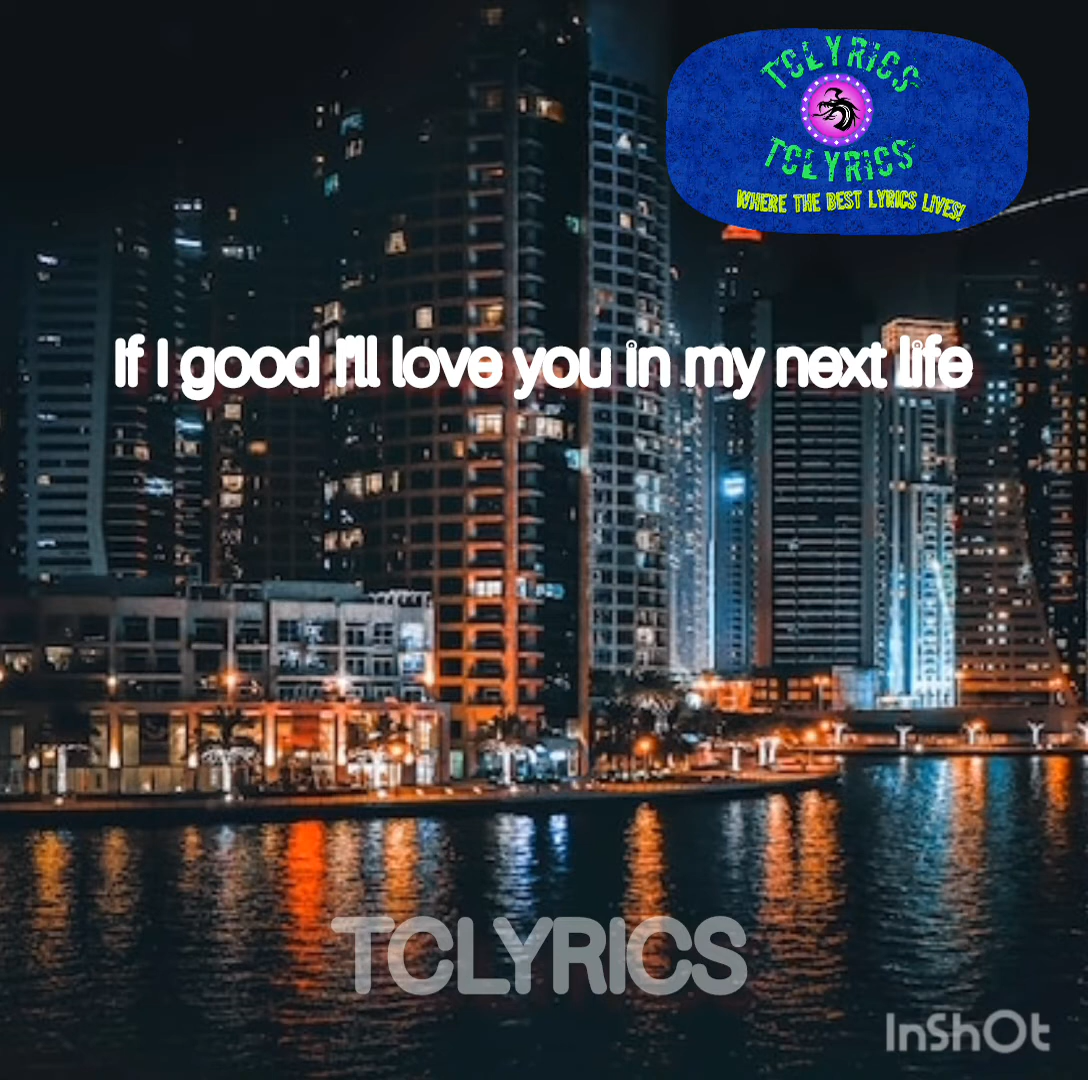 TCLYRICS
TCLYRICS
WHERE THE BEST LYRICS LIVES!
If I good I'll love you in my next life
TCLYRICS
InShOt